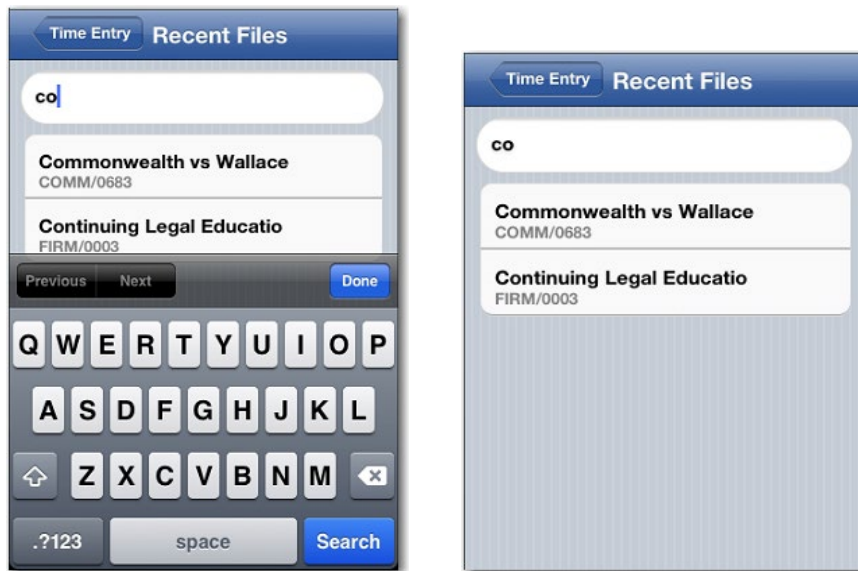 Time Entry Recent Files
co
Commonwealth vs Wallace
COMM/0683
Continuing Legal Educatio
FIRM/0003
Previous Next Done
Q W E R T Y U I O P
A S D F G H J K L
Z X C V B N M
.?123 space Search
Time Entry Recent Files
co
Commonwealth vs Wallace
COMM/0683
Continuing Legal Educatio
FIRM/0003